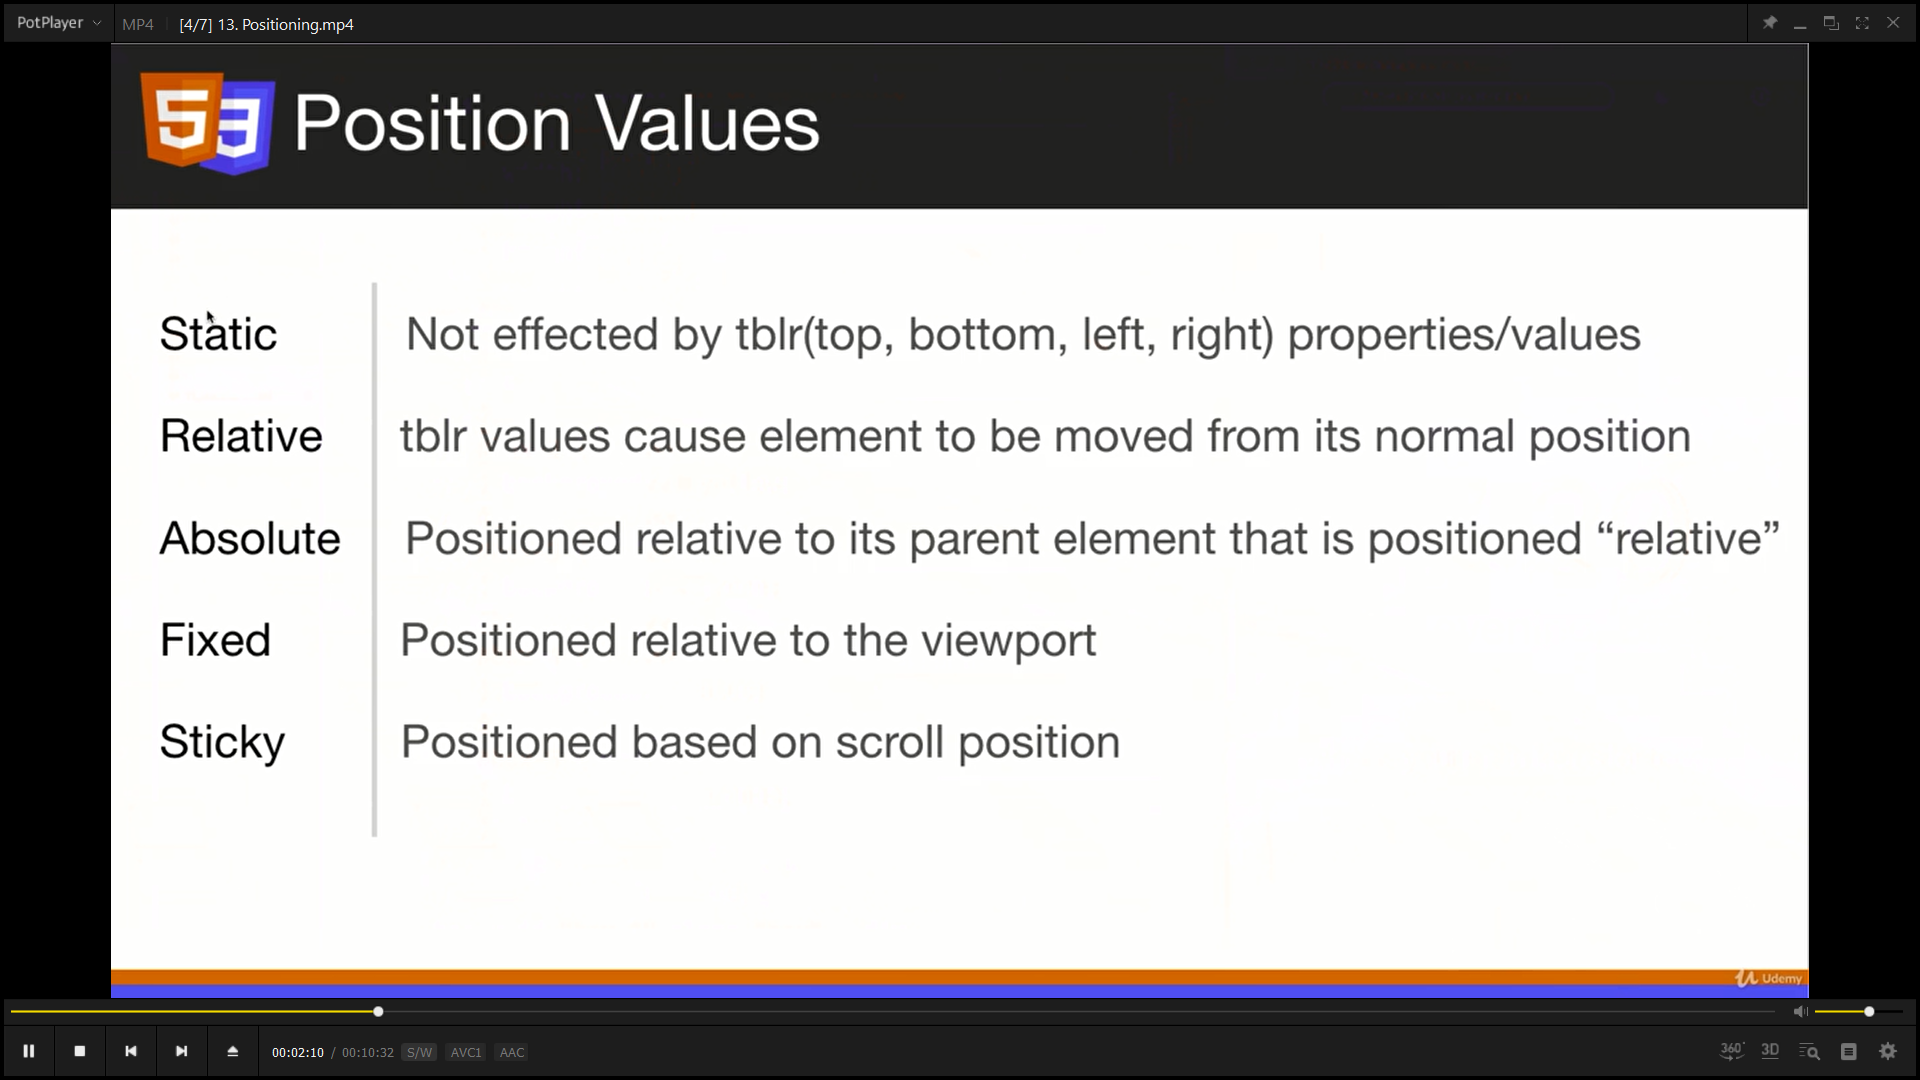 PotPlayer MP4 [4/7] 13. Positioning.mp4
5 3 Position Values
Static Not effected by tblr(top, bottom, left, right) properties/values
Relative tblr values cause element to be moved from its normal position
Absolute Positioned relative to its parent element that is positioned “relative”
Fixed Positioned relative to the viewport
Sticky Positioned based on scroll position
Udemy
00:02:10 / 00:10:32 S/W AVC1 AAC 360° 3D